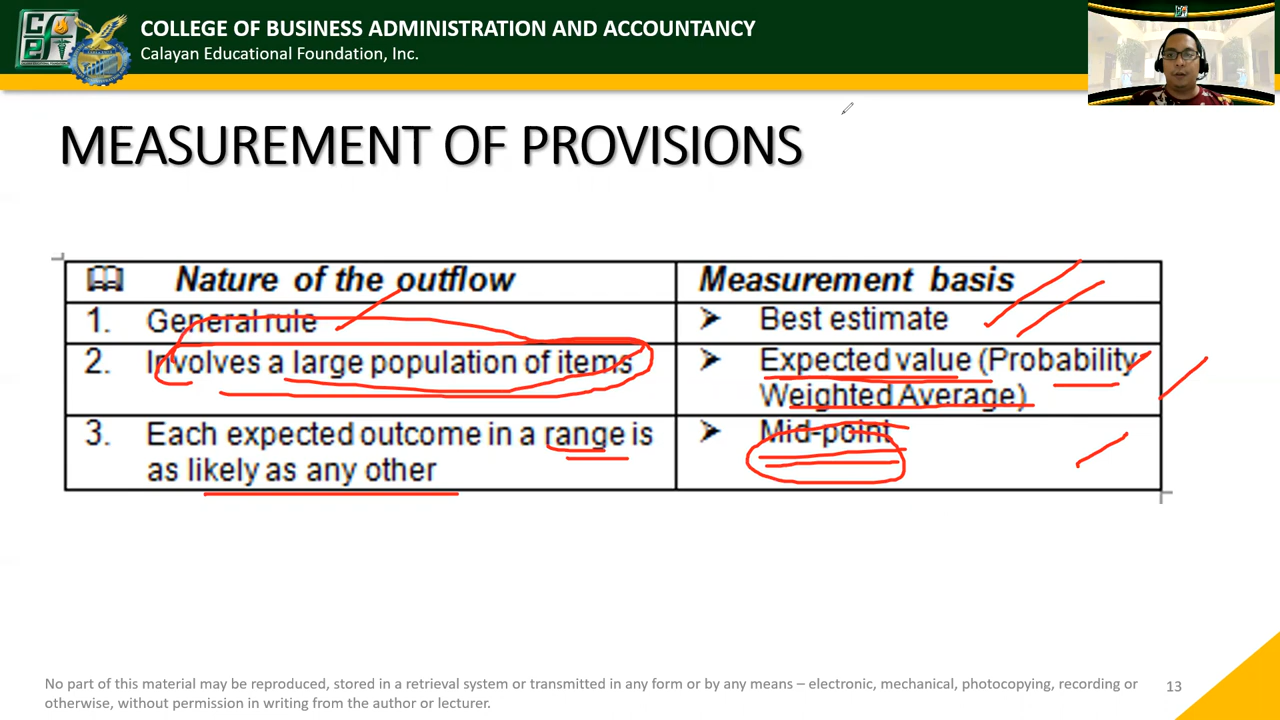 COLLEGE OF BUSINESS ADMINISTRATION AND ACCOUNTANCY
Calayan Educational Foundation, Inc.
MEASUREMENT OF PROVISIONS
Nature of the outflow
Measurement basis
1. General rule
➤ Best estimate
2. Involves a large population of items
➤ Expected value (Probability
Weighted Average)
3. Each expected outcome in a range is
as likely as any other
➤ Mid-point
No part of this material may be reproduced, stored in a retrieval system or transmitted in any form or by any means – electronic, mechanical, photocopying, recording or
otherwise, without permission in writing from the author or lecturer.
13